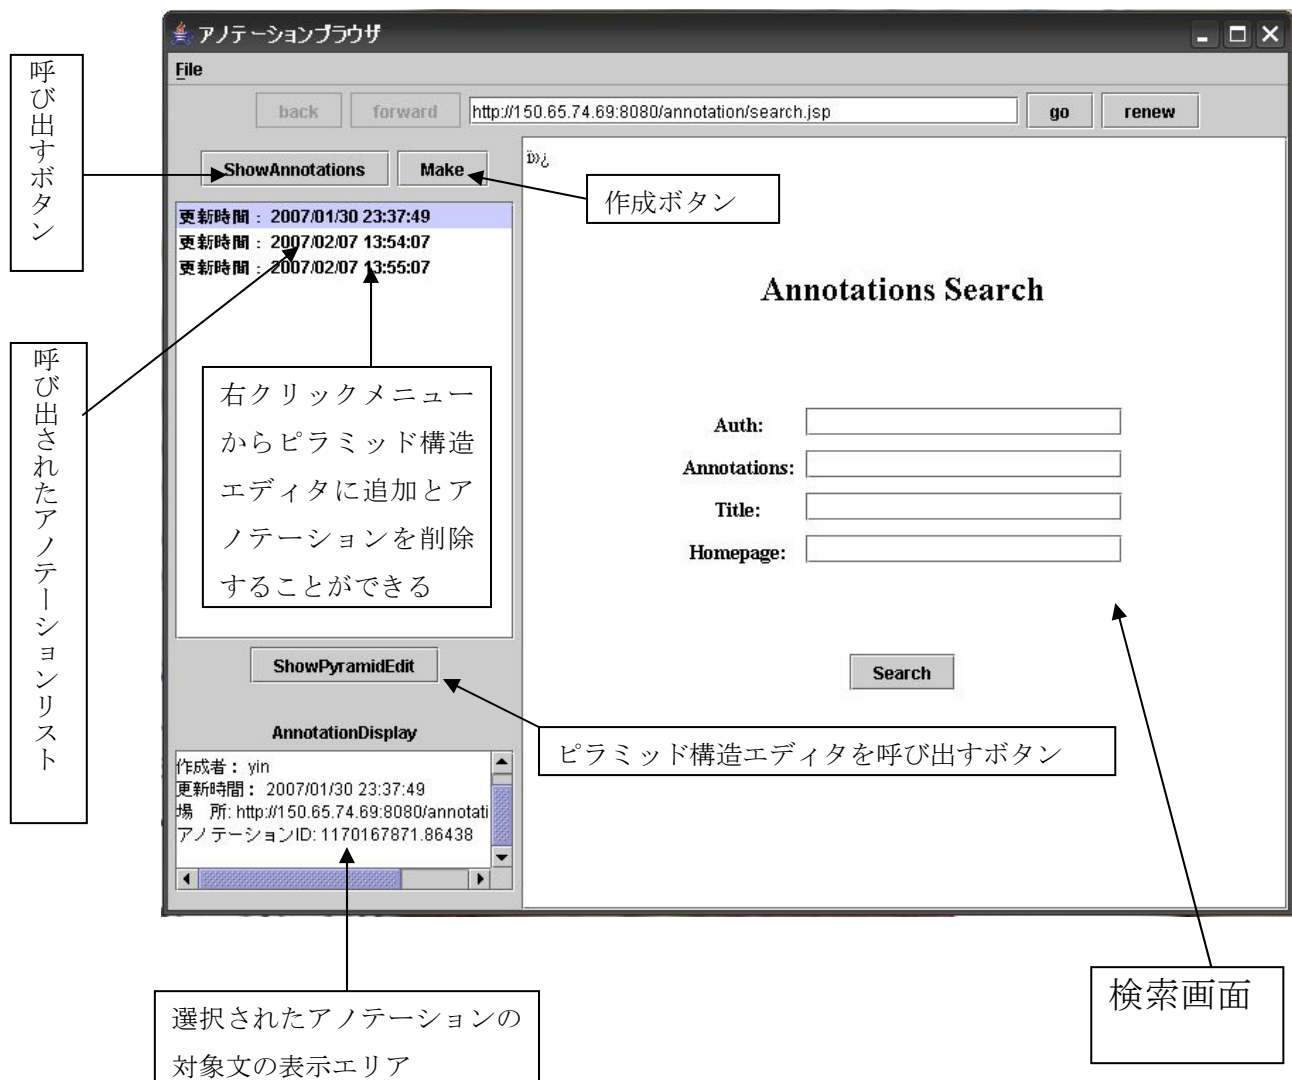 アノテーションブラウザ
File
back forward http://150.65.74.69:8080/annotation/search.jsp go renew
呼び出すボタン
ShowAnnotations Make
作成ボタン
ï»¿
更新時間： 2007/01/30 23:37:49
更新時間： 2007/02/07 13:54:07
更新時間： 2007/02/07 13:55:07
呼び出されたアノテーションリスト
右クリックメニュー
からピラミッド構造
エディタに追加とア
ノテーションを削除
することができる
Annotations Search
Auth:
Annotations:
Title:
Homepage:
Search
ShowPyramidEdit
ピラミッド構造エディタを呼び出すボタン
AnnotationDisplay
作成者： yin
更新時間： 2007/01/30 23:37:49
場　所: http://150.65.74.69:8080/annotati
アノテーションID: 1170167871.86438
選択されたアノテーションの
対象文の表示エリア
検索画面